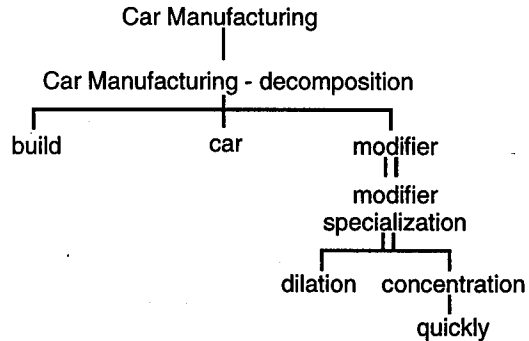 Car Manufacturing
Car Manufacturing - decomposition
build car modifier
modifier
specialization
dilation concentration
quickly